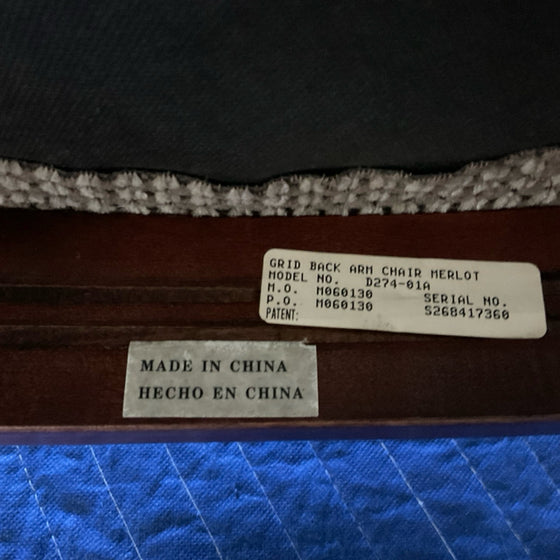 GRID BACK ARM CHAIR MERLOT
MODEL NO. D274-01A
M.O. M060130
P.O. M060130 SERIAL NO.
PATENT: S268417360
MADE IN CHINA
HECHO EN CHINA